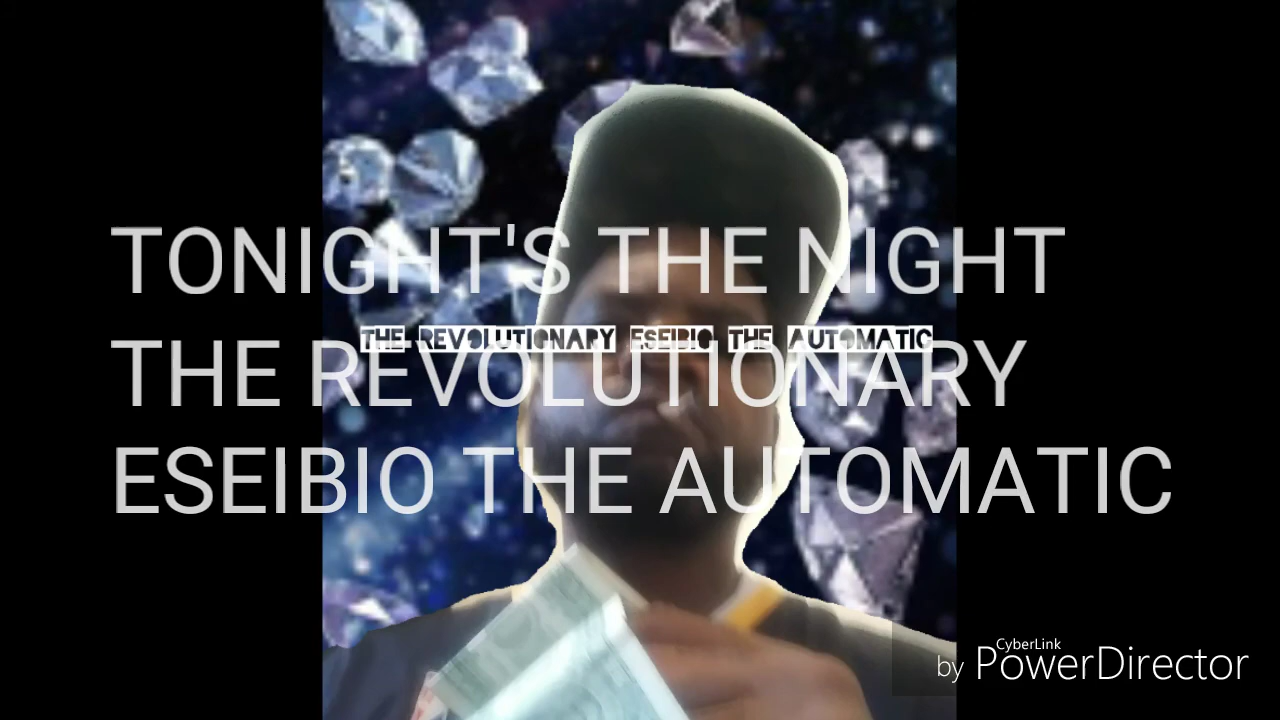 TONIGHT'S THE NIGHT
THE REVOLUTIONARY ESEIBIO THE AUTOMATIC
THE REVOLUTIONARY
ESEIBIO THE AUTOMATIC
CyberLink
by PowerDirector